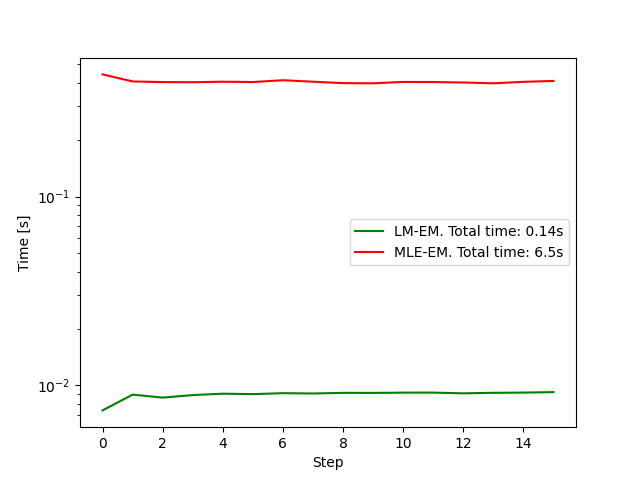 Time [s]
10⁻¹
10⁻²
LM-EM. Total time: 0.14s
MLE-EM. Total time: 6.5s
0 2 4 6 8 10 12 14
Step